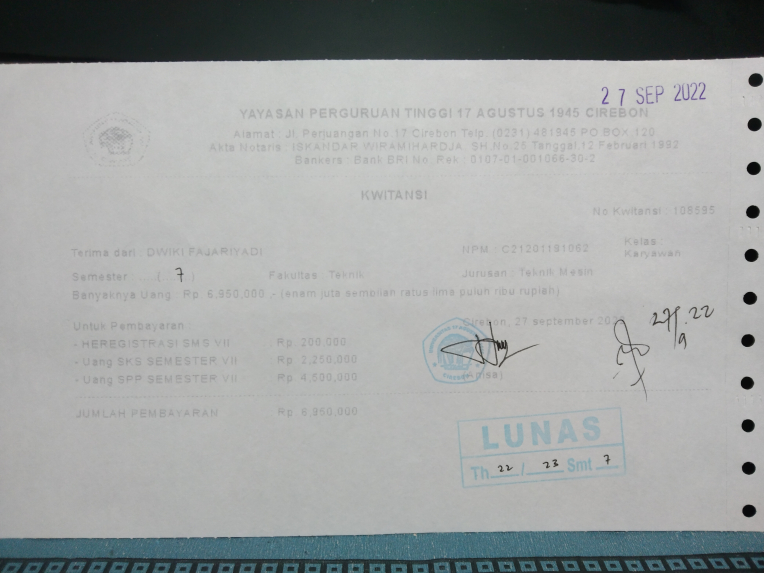 27 SEP 2022
YAYASAN PERGURUAN TINGGI 17 AGUSTUS 1945 CIREBON
Alamat : Jl. Perjuangan No.17 Cirebon Telp. (0231) 481945 PO BOX 120
Akta Notaris : ISKANDAR WIRAMIHARDJA, SH.No.25 Tanggal 12 Februari 1992
Bankers : Bank BRI No. Rek : 0107-01-001066-30-2
KWITANSI
No Kwitansi : 108595
Terima dari : DWIKI FAJARIYADI NPM : C21201191062 Kelas Karyawan
Semester : ....( 7 ) Fakultas : Teknik Jurusan : Teknik Mesin
Banyaknya Uang : Rp 6,950,000 ,- (enam juta sembilan ratus lima puluh ribu rupiah)
Cirebon, 27 september
Untuk Pembayaran
- HEREGISTRASI SMS VII Rp 200,000
- Uang SKS SEMESTER VII Rp 2,250,000
- Uang SPP SEMESTER VII Rp 4,500,000
JUMLAH PEMBAYARAN Rp 6,950,000
27/9.22
LUNAS
Th 22 / 23 Smt 7